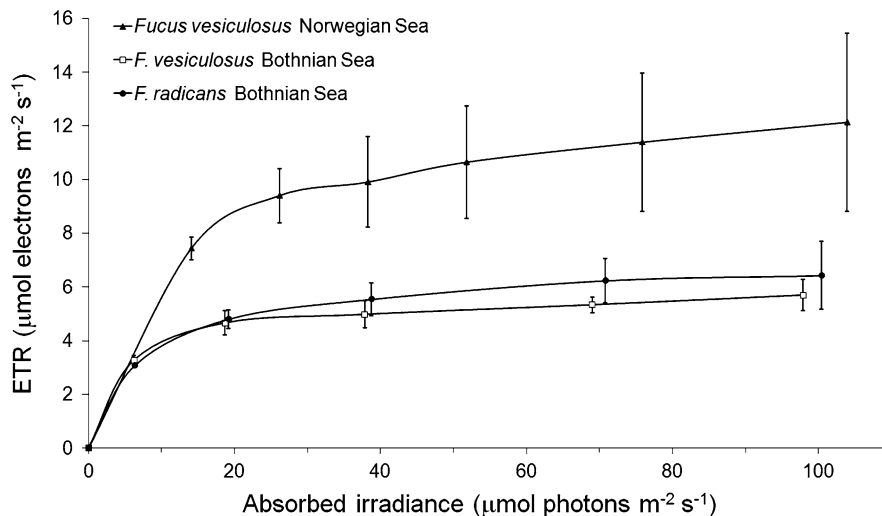 16
14
12
10
8
6
4
2
0
ETR (µmol electrons m-2 s-1)
Fucus vesiculosus Norwegian Sea
F. vesiculosus Bothnian Sea
F. radicans Bothnian Sea
0 20 40 60 80 100
Absorbed irradiance (µmol photons m-2 s-1)